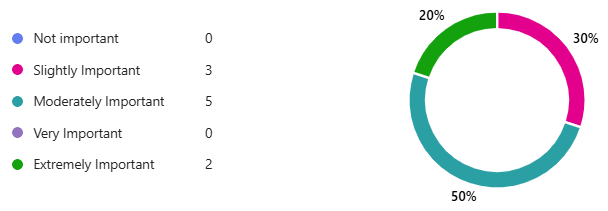 Not important 0
Slightly Important 3
Moderately Important 5
Very Important 0
Extremely Important 2
20%
30%
50%